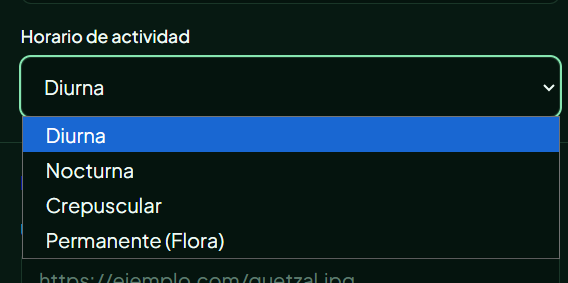 Horario de actividad
Diurna
Diurna
Nocturna
Crepuscular
Permanente (Flora)
https://ejemplo.com/quetzal.jpg